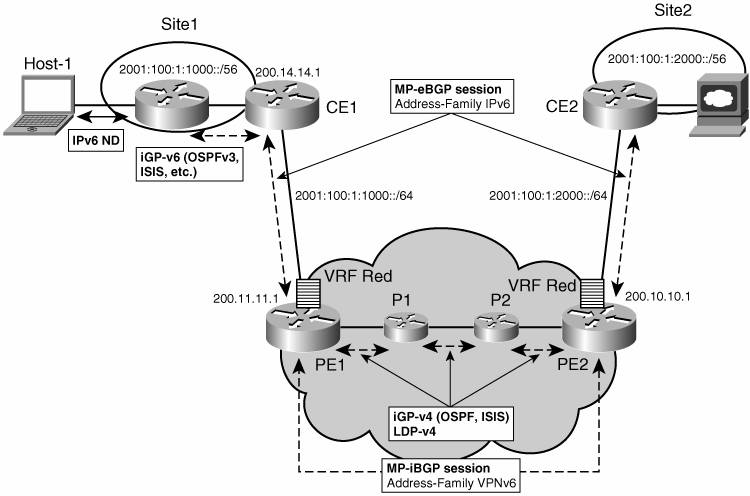 Site1
Site2
Host-1
2001:100:1:1000::/56
200.14.14.1
2001:100:1:2000::/56
MP-eBGP session
Address-Family IPv6
CE1
CE2
IPv6 ND
iGP-v6 (OSPFv3,
ISIS, etc.)
2001:100:1:1000::/64
2001:100:1:2000::/64
VRF Red
VRF Red
200.11.11.1
P1
P2
200.10.10.1
PE1
PE2
iGP-v4 (OSPF, ISIS)
LDP-v4
MP-iBGP session
Address-Family VPNv6